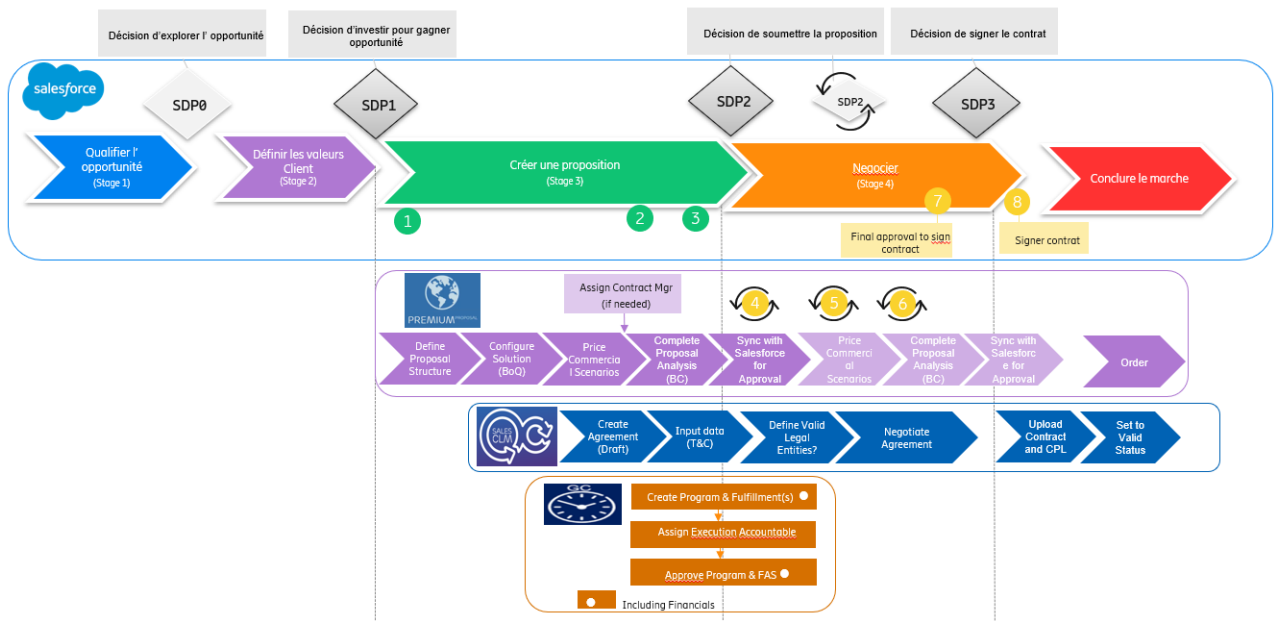 Décision d'explorer l' opportunité
Décision d'investir pour gagner
opportunité
Décision de soumettre la proposition
Décision de signer le contrat
salesforce
SDP0
SDP1
SDP2
SDP2
SDP3
Qualifier l'
opportunité
(Stage 1)
Définir les valeurs
Client
(Stage 2)
Créer une proposition
(Stage 3)
Negocier
(Stage 4)
Conclure le marche
1
2
3
7
8
Final approval to sign
contract
Signer contrat
PREMIUM
Assign Contract Mgr
(if needed)
4
5
6
Define
Proposal
Structure
Configure
Solution
(BoQ)
Price
Commercia
l Scenarios
Complete
Proposal
Analysis
(BC)
Sync with
Salesforce
for
Approval
Price
Commerci
al
Scenarios
Complete
Proposal
Analysis
(BC)
Sync with
Salesforc
e for
Approval
Order
SALES
CLM
Create
Agreement
(Draft)
Input data
(T&C)
Define Valid
Legal
Entities?
Negotiate
Agreement
Upload
Contract
and CPL
Set to
Valid
Status
GC
Create Program & Fulfillment(s)
Assign Execution Accountable
Approve Program & FAS
Including Financials